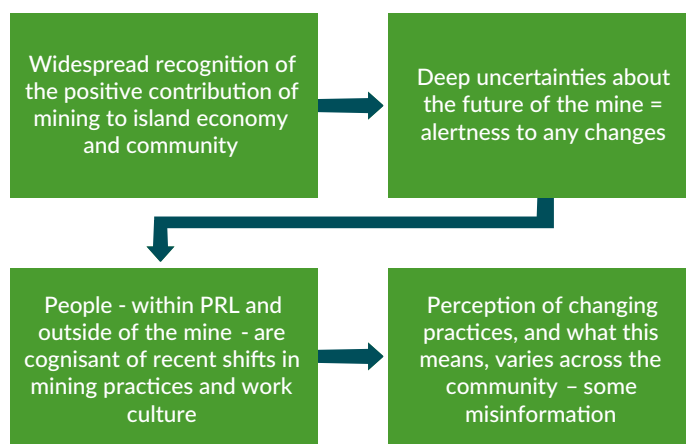 Widespread recognition of
the positive contribution of
mining to island economy
and community
Deep uncertainties about
the future of the mine =
alertness to any changes
People - within PRL and
outside of the mine - are
cognisant of recent shifts in
mining practices and work
culture
Perception of changing
practices, and what this
means, varies across the
community – some
misinformation